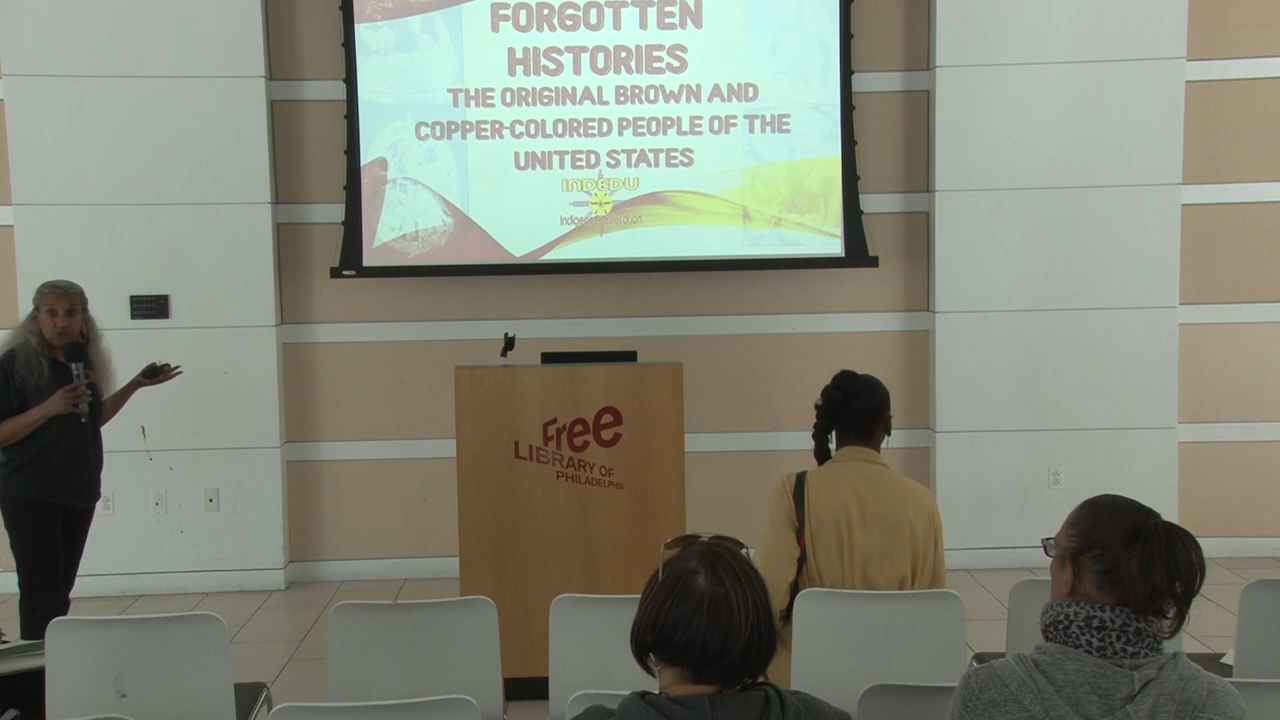 FORGOTTEN
HISTORIES
THE ORIGINAL BROWN AND
COPPER-COLORED PEOPLE OF THE
UNITED STATES
INDEDU
Free
LIBRARY OF
PHILADELPHIA